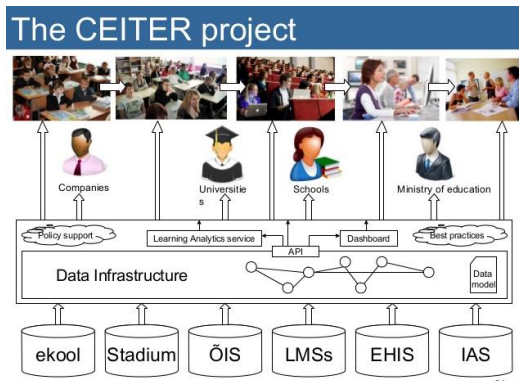 The CEITER project
Companies
Universitie
s
Schools
Ministry of education
Policy support
Learning Analytics service
Dashboard
Best practices
API
Data Infrastructure
Data
model
ekool
Stadium
ÕIS
LMSs
EHIS
IAS